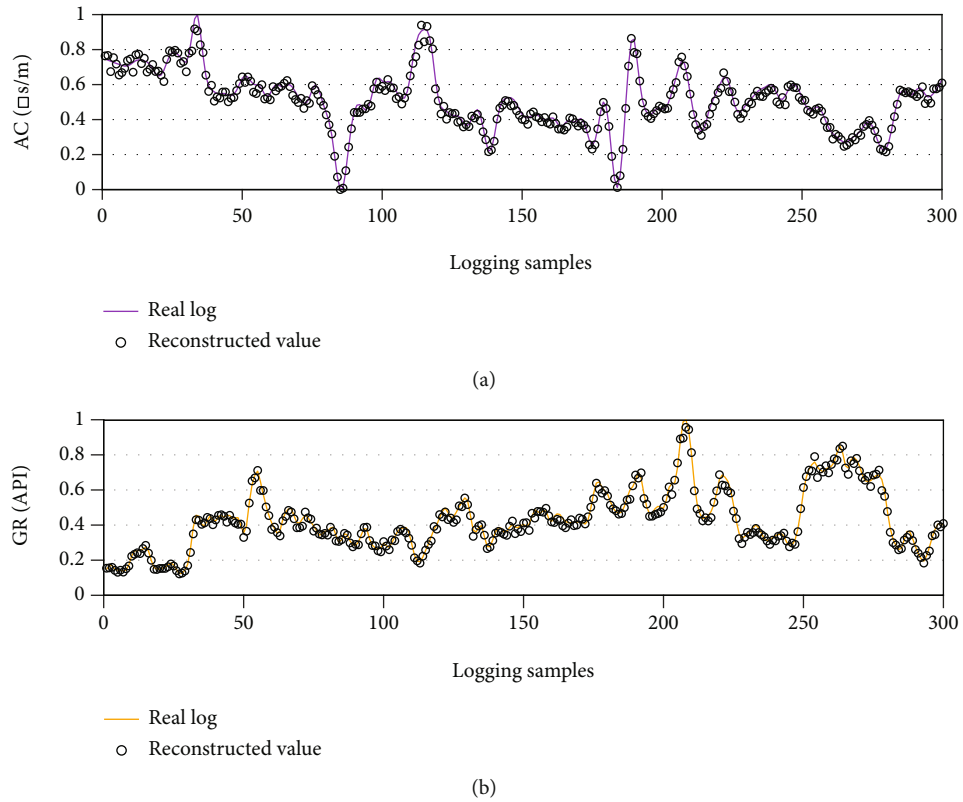 1
0.8
0.6
0.4
0.2
0
AC (□s/m)
0 50 100 150 200 250 300
Logging samples
Real log
Reconstructed value
(a)
1
0.8
0.6
0.4
0.2
0
GR (API)
0 50 100 150 200 250 300
Logging samples
Real log
Reconstructed value
(b)